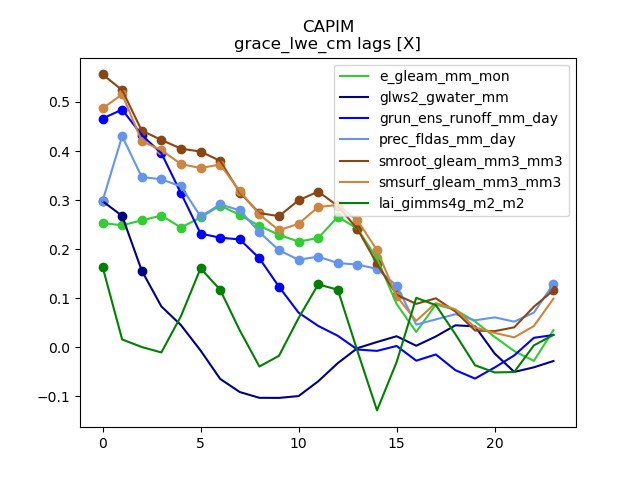 CAPIM
grace_lwe_cm lags [X]
e_gleam_mm_mon
glws2_gwater_mm
grun_ens_runoff_mm_day
prec_fldas_mm_day
smroot_gleam_mm3_mm3
smsurf_gleam_mm3_mm3
lai_gimms4g_m2_m2
0.5
0.4
0.3
0.2
0.1
0.0
−0.1
0
5
10
15
20